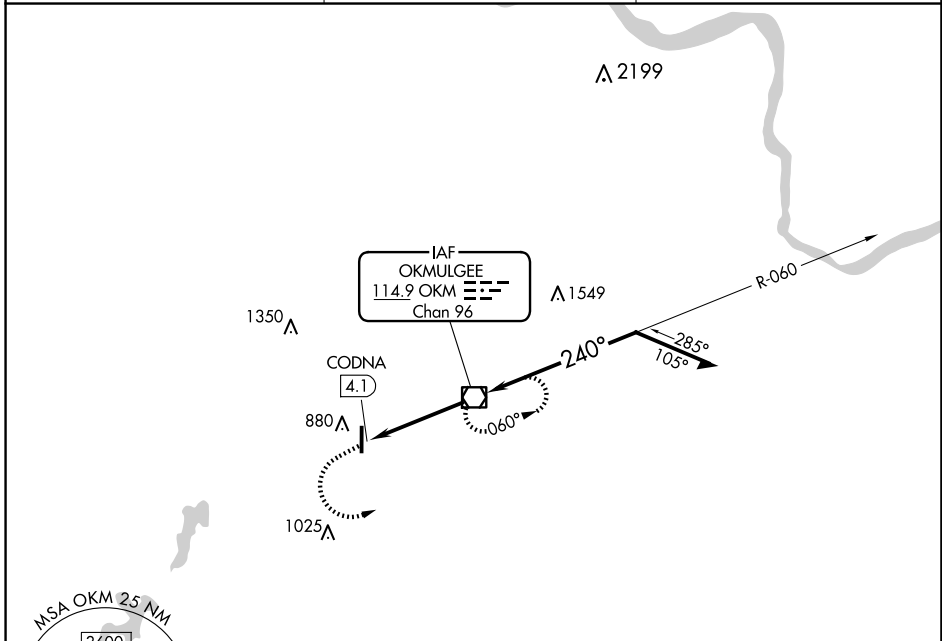 2199
IAF
OKMULGEE
114.9 OKM
Chan 96
1549
R-060
1350
285°
105°
240°
CODNA
4.1
880
060°
1025
MSA OKM 25 NM